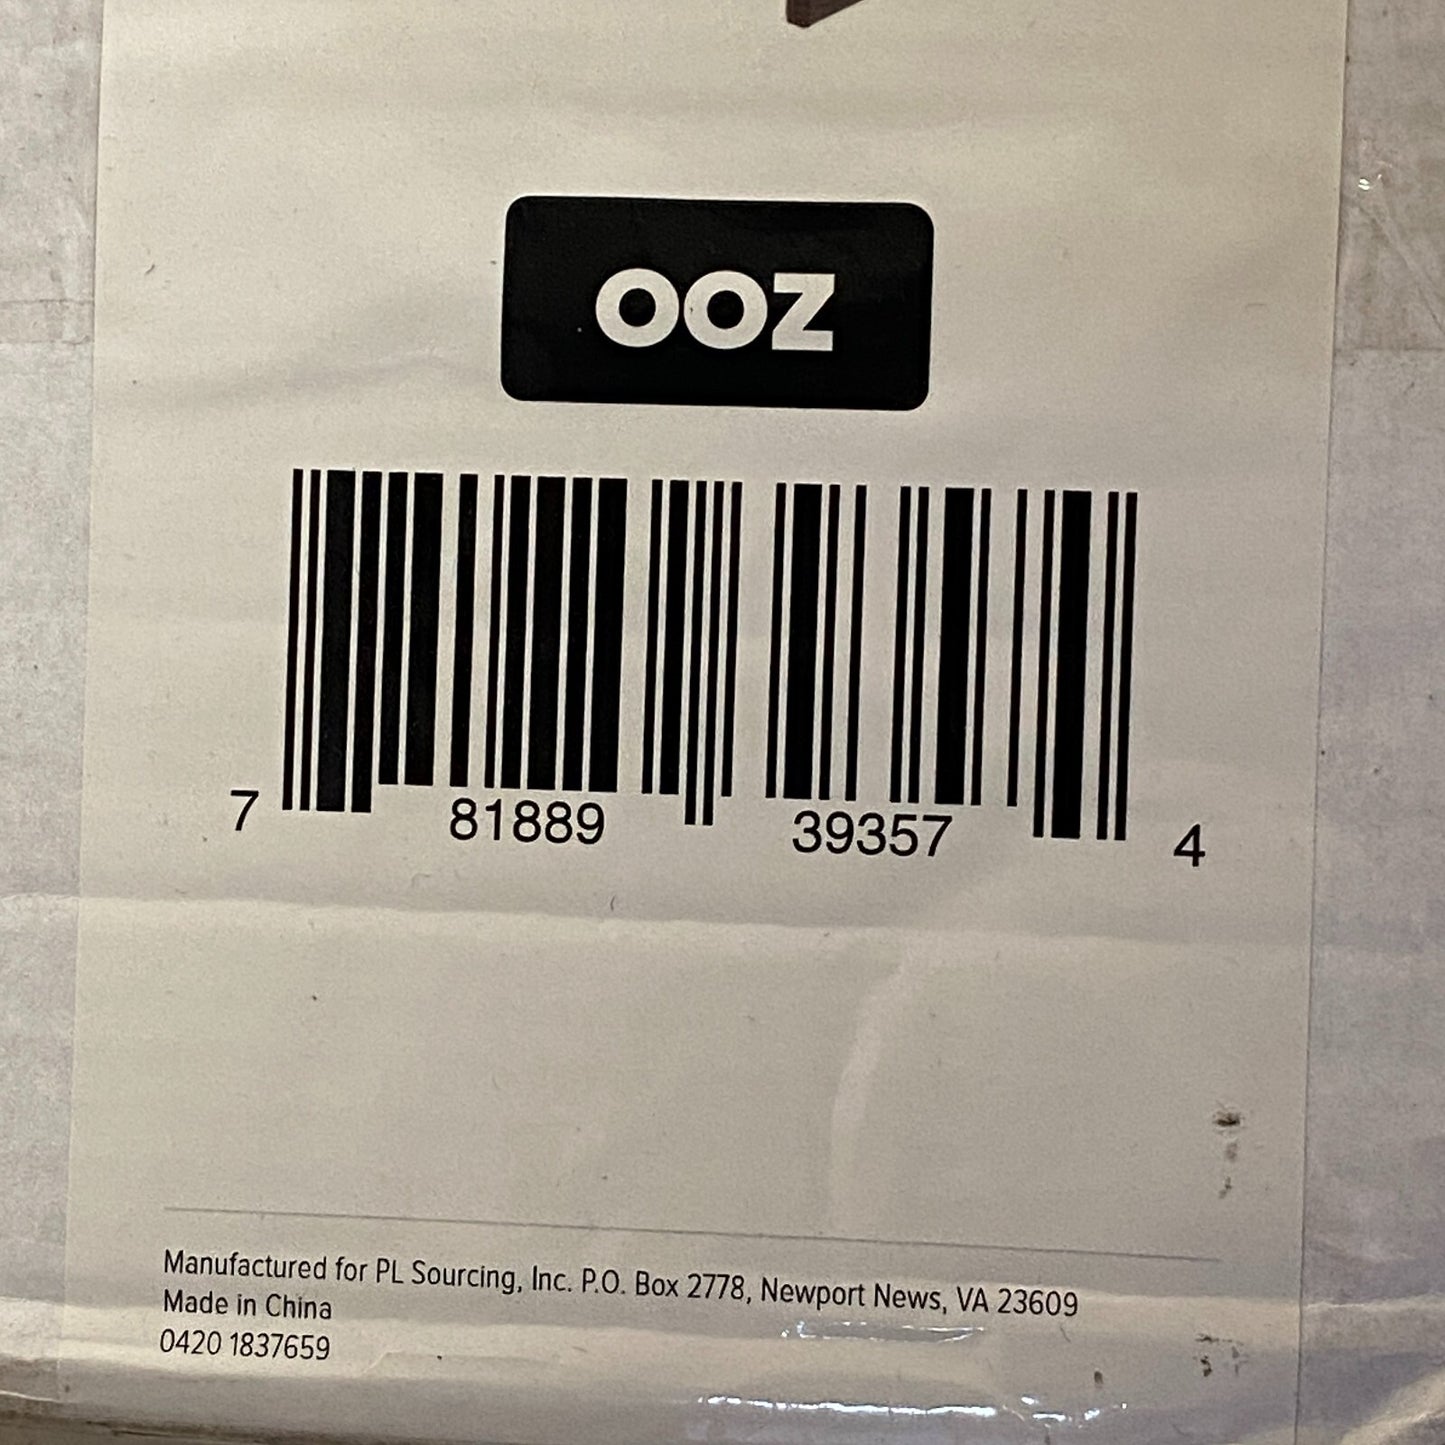 OOZ
7 81889 39357 4
Manufactured for PL Sourcing, Inc. P.O. Box 2778, Newport News, VA 23609
Made in China
0420 1837659